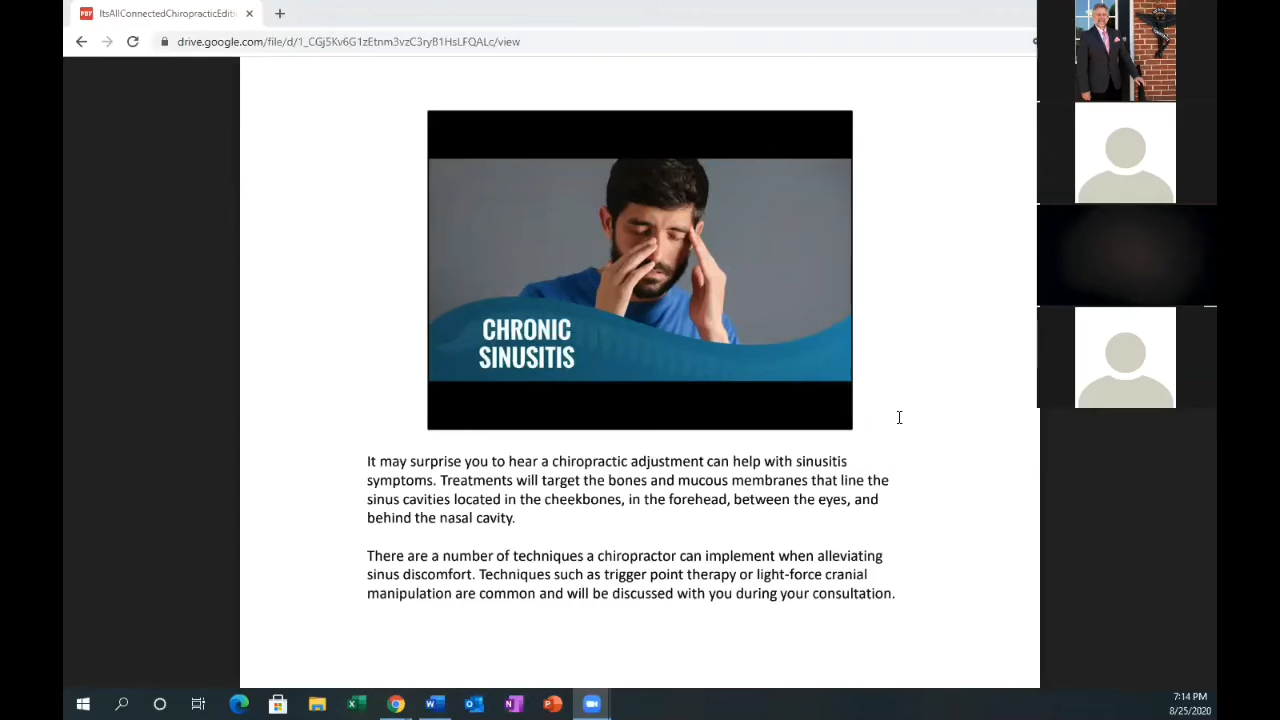 ItsAllConnectedChiropracticEditi
drive.google.com/file/d/1_CGj5Kv6G1zEtnm3vzC3ryBPHsLFQALc/view
CHRONIC
SINUSITIS
It may surprise you to hear a chiropractic adjustment can help with sinusitis
symptoms. Treatments will target the bones and mucous membranes that line the
sinus cavities located in the cheekbones, in the forehead, between the eyes, and
behind the nasal cavity.
There are a number of techniques a chiropractor can implement when alleviating
sinus discomfort. Techniques such as trigger point therapy or light-force cranial
manipulation are common and will be discussed with you during your consultation.
7:14 PM
8/25/2020